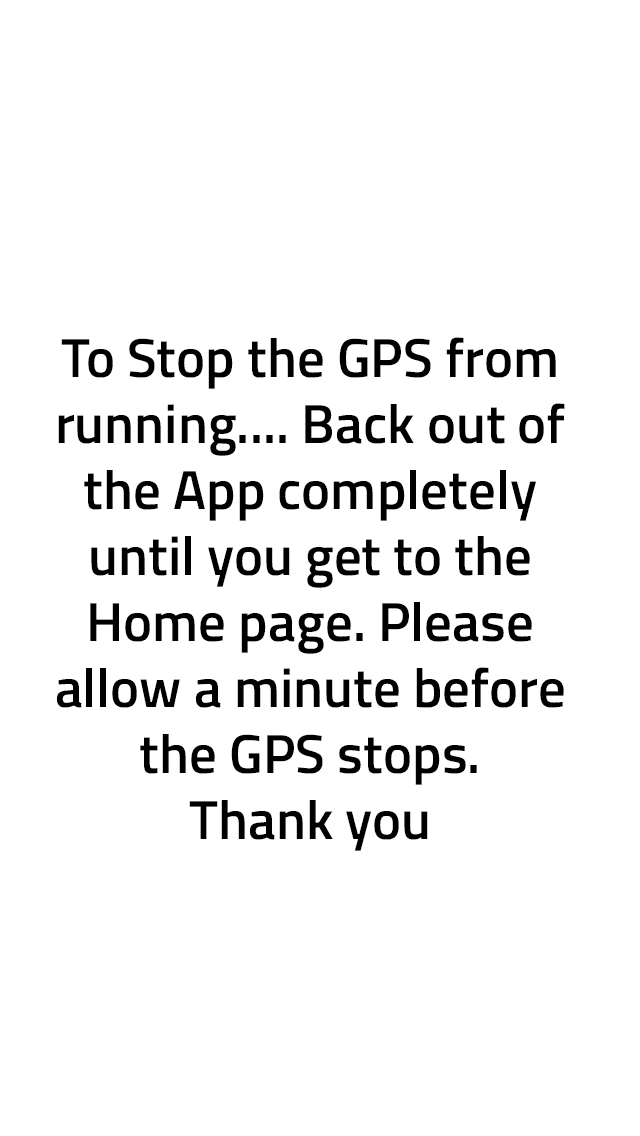 To Stop the GPS from
running.... Back out of
the App completely
until you get to the
Home page. Please
allow a minute before
the GPS stops.
Thank you